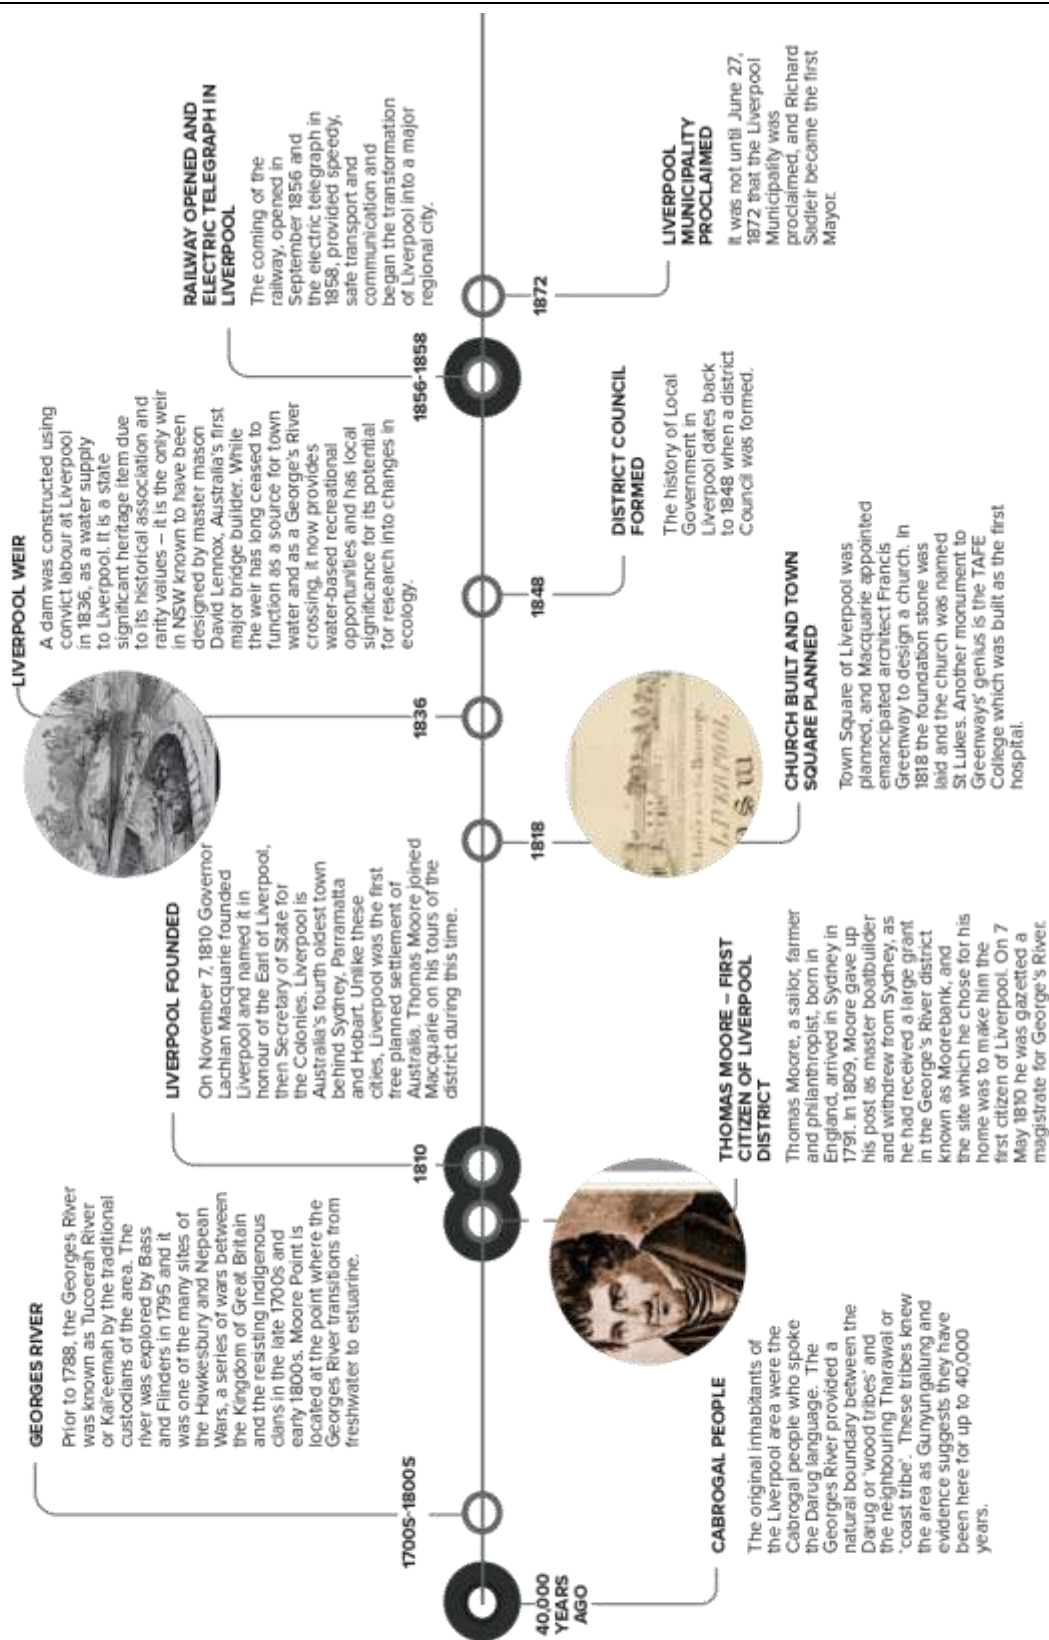 40,000
YEARS
AGO
CABROGAL PEOPLE
The original inhabitants of
the Liverpool area were the
Cabrogal people who spoke
the Darug language. The
Georges River provided a
natural boundary between the
Darug or 'wood tribes' and
the neighbouring Tharawal or
'coast tribe'. These tribes knew
the area as Gunyungalung and
evidence suggests they have
been here for up to 40,000
years.
1700S-1800S
GEORGES RIVER
Prior to 1788, the Georges River
was known as Tucoerah River
or Kai'eemah by the traditional
custodians of the area. The
river was explored by Bass
and Flinders in 1795 and it
was one of the many sites of
the Hawkesbury and Nepean
Wars, a series of wars between
the Kingdom of Great Britain
and the resisting Indigenous
clans in the late 1700s and
early 1800s. Moore Point is
located at the point where the
Georges River transitions from
freshwater to estuarine.
THOMAS MOORE – FIRST
CITIZEN OF LIVERPOOL
DISTRICT
Thomas Moore, a sailor, farmer
and philanthropist, born in
England, arrived in Sydney in
1791. In 1809, Moore gave up
his post as master boatbuilder
and withdrew from Sydney, as
he had received a large grant
in the George's River district
known as Moorebank, and
the site which he chose for his
home was to make him the
first citizen of Liverpool. On 7
May 1810 he was gazetted a
magistrate for George's River.
1810
LIVERPOOL FOUNDED
On November 7, 1810 Governor
Lachlan Macquarie founded
Liverpool and named it in
honour of the Earl of Liverpool,
then Secretary of State for
the Colonies. Liverpool is
Australia's fourth oldest town
behind Sydney, Parramatta
and Hobart. Unlike these
cities, Liverpool was the first
free planned settlement of
Australia. Thomas Moore joined
Macquarie on his tours of the
district during this time.
1818
LIVERPOOL,
CHURCH BUILT AND TOWN
SQUARE PLANNED
Town Square of Liverpool was
planned, and Macquarie appointed
emancipated architect Francis
Greenway to design a church. In
1818 the foundation stone was
laid and the church was named
St Lukes. Another monument to
Greenways' genius is the TAFE
College which was built as the first
hospital.
1836
LIVERPOOL WEIR
A dam was constructed using
convict labour at Liverpool
in 1836, as a water supply
to Liverpool. It is a state
significant heritage item due
to its historical association and
rarity values – it is the only weir
in NSW known to have been
designed by master mason
David Lennox, Australia's first
major bridge builder. While
the weir has long ceased to
function as a source for town
water and as a George's River
crossing, it now provides
water-based recreational
opportunities and has local
significance for its potential
for research into changes in
ecology.
1848
DISTRICT COUNCIL
FORMED
The history of Local
Government in
Liverpool dates back
to 1848 when a district
Council was formed.
1856-1858
RAILWAY OPENED AND
ELECTRIC TELEGRAPH IN
LIVERPOOL
The coming of the
railway, opened in
September 1856 and
the electric telegraph in
1858, provided speedy,
safe transport and
communication and
began the transformation
of Liverpool into a major
regional city.
1872
LIVERPOOL
MUNICIPALITY
PROCLAIMED
It was not until June 27,
1872 that the Liverpool
Municipality was
proclaimed, and Richard
Sadleir became the first
Mayor.